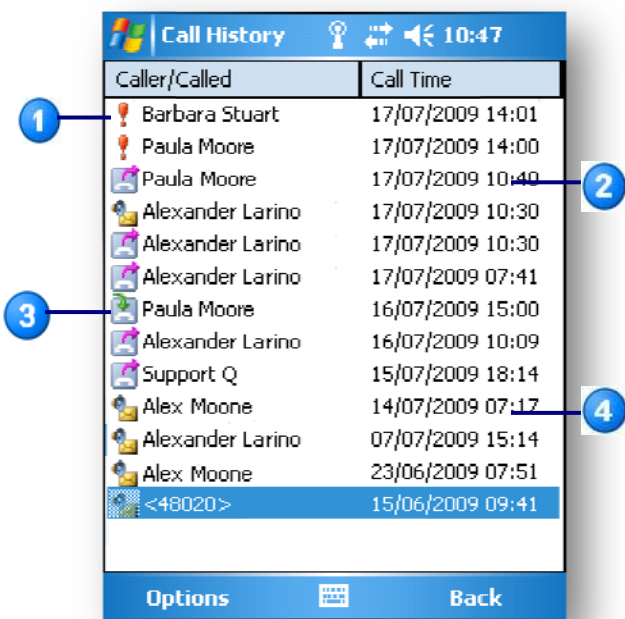 Call History 10:47
Caller/Called Call Time
1 Barbara Stuart 17/07/2009 14:01
Paula Moore 17/07/2009 14:00
Paula Moore 17/07/2009 10:40 2
Alexander Larino 17/07/2009 10:30
Alexander Larino 17/07/2009 10:30
Alexander Larino 17/07/2009 07:41
3 Paula Moore 16/07/2009 15:00
Alexander Larino 16/07/2009 10:09
Support Q 15/07/2009 18:14
Alex Moone 14/07/2009 07:17 4
Alexander Larino 07/07/2009 15:14
Alex Moone 23/06/2009 07:51
<48020> 15/06/2009 09:41
Options Back